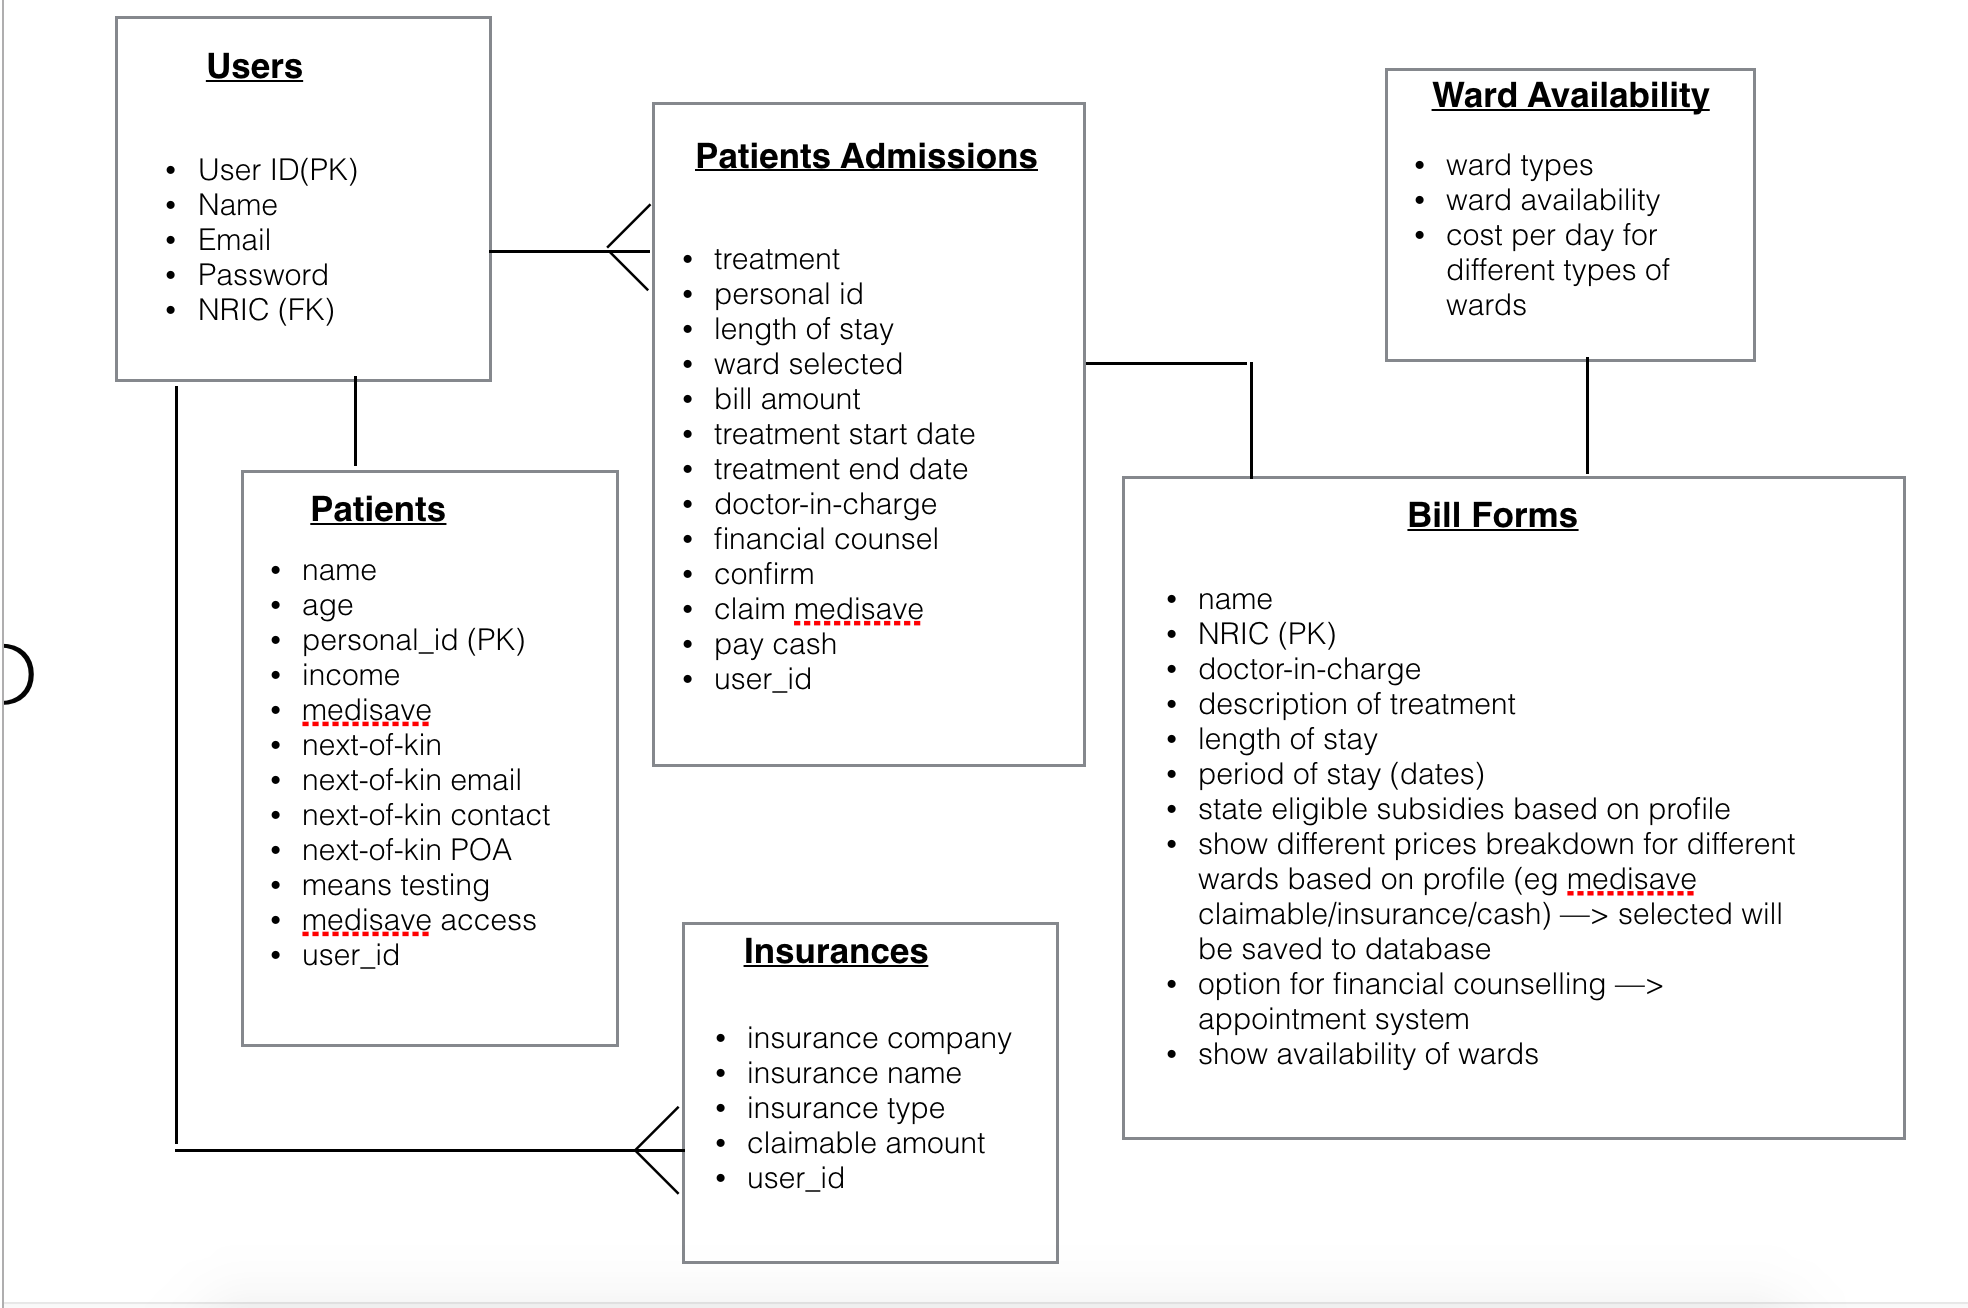 Users
• User ID(PK)
• Name
• Email
• Password
• NRIC (FK)
Patients Admissions
• treatment
• personal id
• length of stay
• ward selected
• bill amount
• treatment start date
• treatment end date
• doctor-in-charge
• financial counsel
• confirm
• claim medisave
• pay cash
• user_id
Ward Availability
• ward types
• ward availability
• cost per day for
different types of
wards
Patients
• name
• age
• personal_id (PK)
• income
• medisave
• next-of-kin
• next-of-kin email
• next-of-kin contact
• next-of-kin POA
• means testing
• medisave access
• user_id
Bill Forms
• name
• NRIC (PK)
• doctor-in-charge
• description of treatment
• length of stay
• period of stay (dates)
• state eligible subsidies based on profile
• show different prices breakdown for different
wards based on profile (eg medisave
claimable/insurance/cash) —> selected will
be saved to database
• option for financial counselling —>
appointment system
• show availability of wards
Insurances
• insurance company
• insurance name
• insurance type
• claimable amount
• user_id